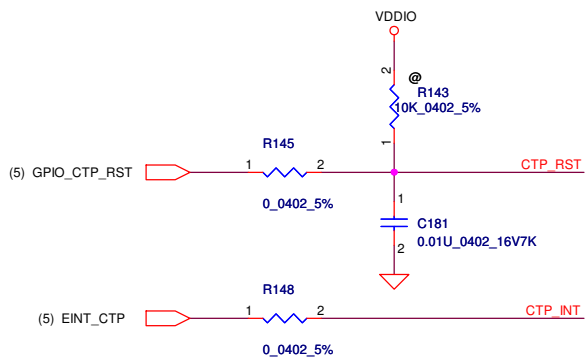 VDDIO
2
@
R143
10K_0402_5%
1
R145
(5) GPIO_CTP_RST
1
2
CTP_RST
0_0402_5%
1
C181
0.01U_0402_16V7K
2
R148
(5) EINT_CTP
1
2
CTP_INT
0_0402_5%